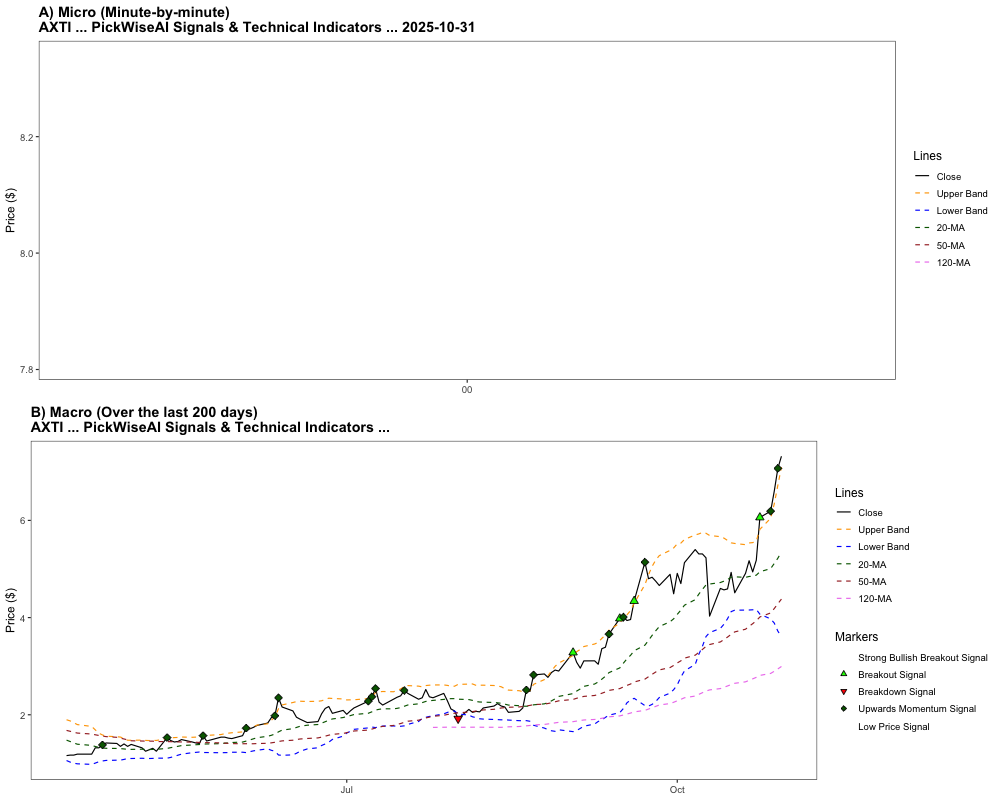 A) Micro (Minute-by-minute)
AXTI ... PickWiseAI Signals & Technical Indicators ... 2025-10-31
8.2
8.0
7.8
Price ($)
00
Lines
Close
Upper Band
Lower Band
20-MA
50-MA
120-MA
B) Macro (Over the last 200 days)
AXTI ... PickWiseAI Signals & Technical Indicators ...
6
4
2
Price ($)
Jul
Oct
Lines
Close
Upper Band
Lower Band
20-MA
50-MA
120-MA
Markers
Strong Bullish Breakout Signal
Breakout Signal
Breakdown Signal
Upwards Momentum Signal
Low Price Signal